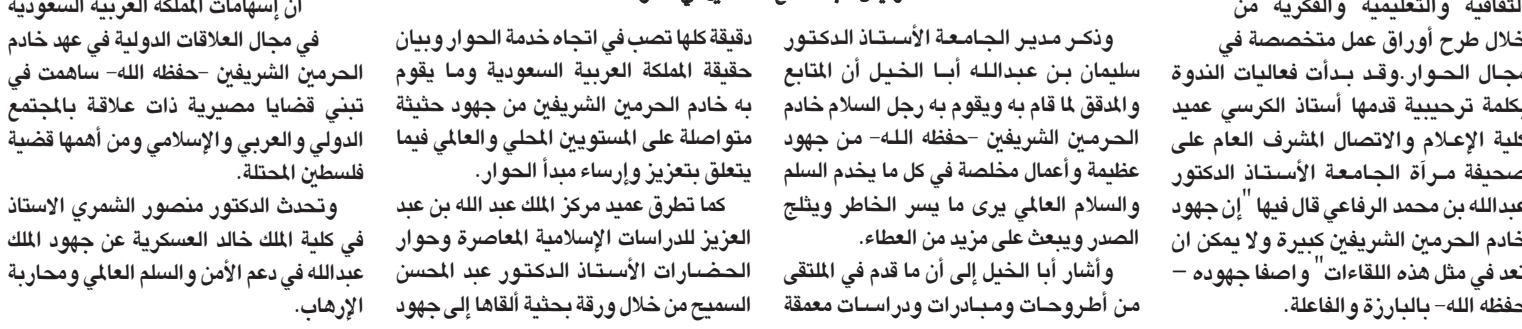 الثقافية والتعليمية والفكرية من
خلال طرح أوراق عمل متخصصة في
مجال الحوار.وقد بدأت فعاليات الندوة
بكلمة ترحيبية قدمها أستاذ الكرسي عميد
كلية الإعلام والاتصال المشرف العام على
صحيفة مرآة الجامعة الأستاذ الدكتور
عبدالله بن محمد الرفاعي قال فيها "إن جهود
خادم الحرمين الشريفين كبيرة ولا يمكن ان
تعد في مثل هذه اللقاءات" واصفا جهوده –
حفظه الله- بالبارزة والفاعلة.
وذكر مدير الجامعة الأستاذ الدكتور
سليمان بن عبدالله أبا الخيل أن المتابع
والمدقق لما قام به ويقوم به رجل السلام خادم
الحرمين الشريفين -حفظه الله- من جهود
عظيمة وأعمال مخلصة في كل ما يخدم السلم
والسلام العالمي يرى ما يسر الخاطر ويثلج
الصدر ويبعث على مزيد من العطاء.
وأشار أبا الخيل إلى أن ما قدم في الملتقى
من أطروحات ومبادرات ودراسات معمقة
دقيقة كلها تصب في اتجاه خدمة الحوار وبيان
حقيقة المملكة العربية السعودية وما يقوم
به خادم الحرمين الشريفين من جهود حثيثة
متواصلة على المستويين المحلي والعالمي فيما
يتعلق بتعزيز وإرساء مبدأ الحوار.
كما تطرق عميد مركز الملك عبد الله بن عبد
العزيز للدراسات الإسلامية المعاصرة وحوار
الحضارات الأستاذ الدكتور عبد المحسن
السميح من خلال ورقة بحثية ألقاها إلى جهود
أن إسهامات المملكة العربية السعودية
في مجال العلاقات الدولية في عهد خادم
الحرمين الشريفين -حفظه الله- ساهمت في
تبني قضايا مصيرية ذات علاقة بالمجتمع
الدولي والعربي والإسلامي ومن أهمها قضية
فلسطين المحتلة.
وتحدث الدكتور منصور الشمري الاستاذ
في كلية الملك خالد العسكرية عن جهود الملك
عبدالله في دعم الأمن والسلم العالمي ومحاربة
الإرهاب.